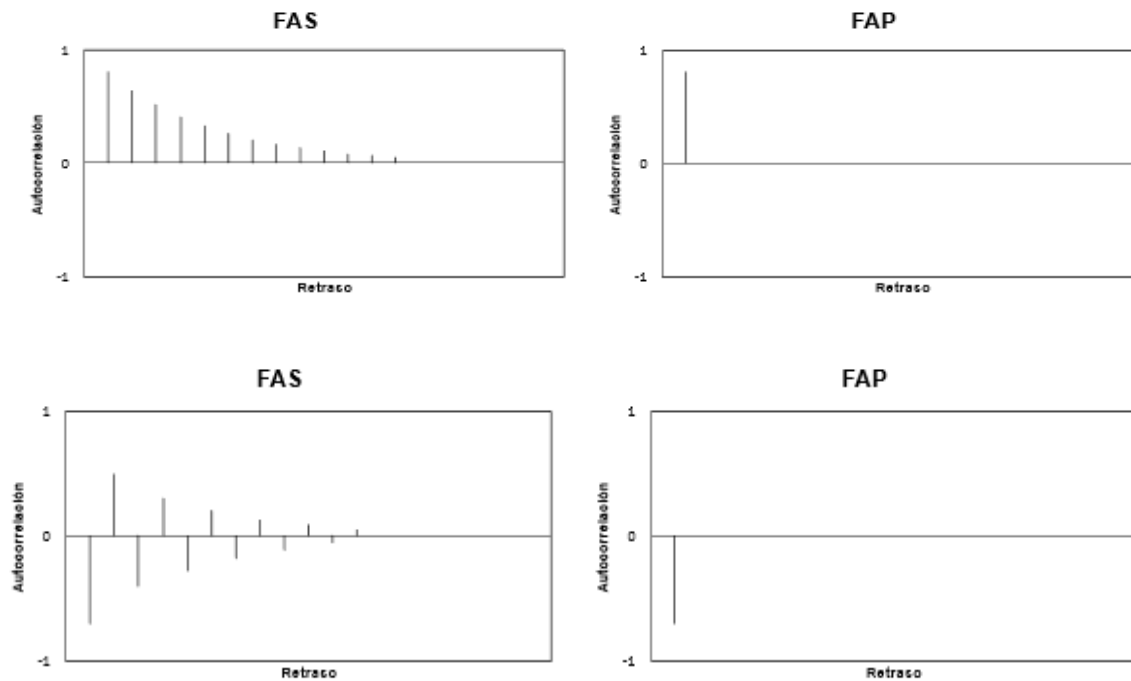 FAS
FAP
1
Autocorrelación
0
-1
Retraso
1
Autocorrelación
0
-1
Retraso
FAS
FAP
1
Autocorrelación
0
-1
Retraso
1
Autocorrelación
0
-1
Retraso